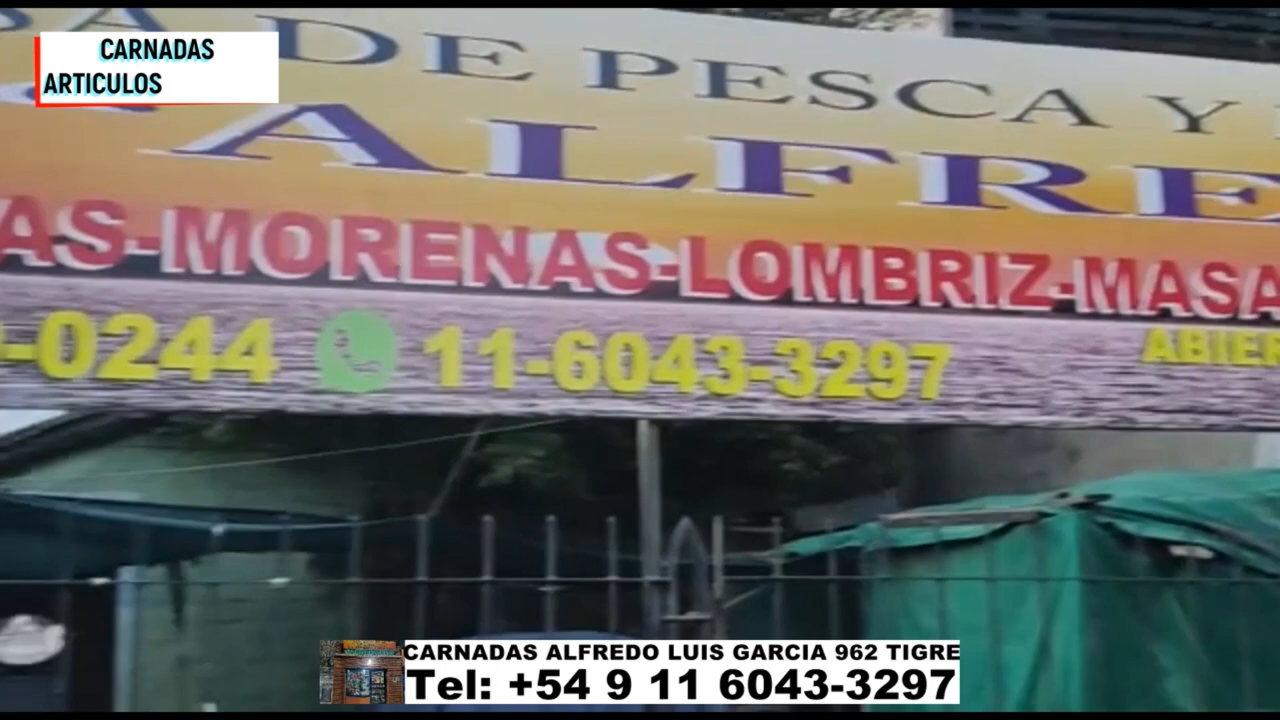 CARNADAS
ARTICULOS
DE PESCA Y
ALFRE
AS-MORENAS-LOMBRIZ-MASA
-0244 11-6043-3297
ABIER
CARNADAS ALFREDO LUIS GARCIA 962 TIGRE
Tel: +54 9 11 6043-3297